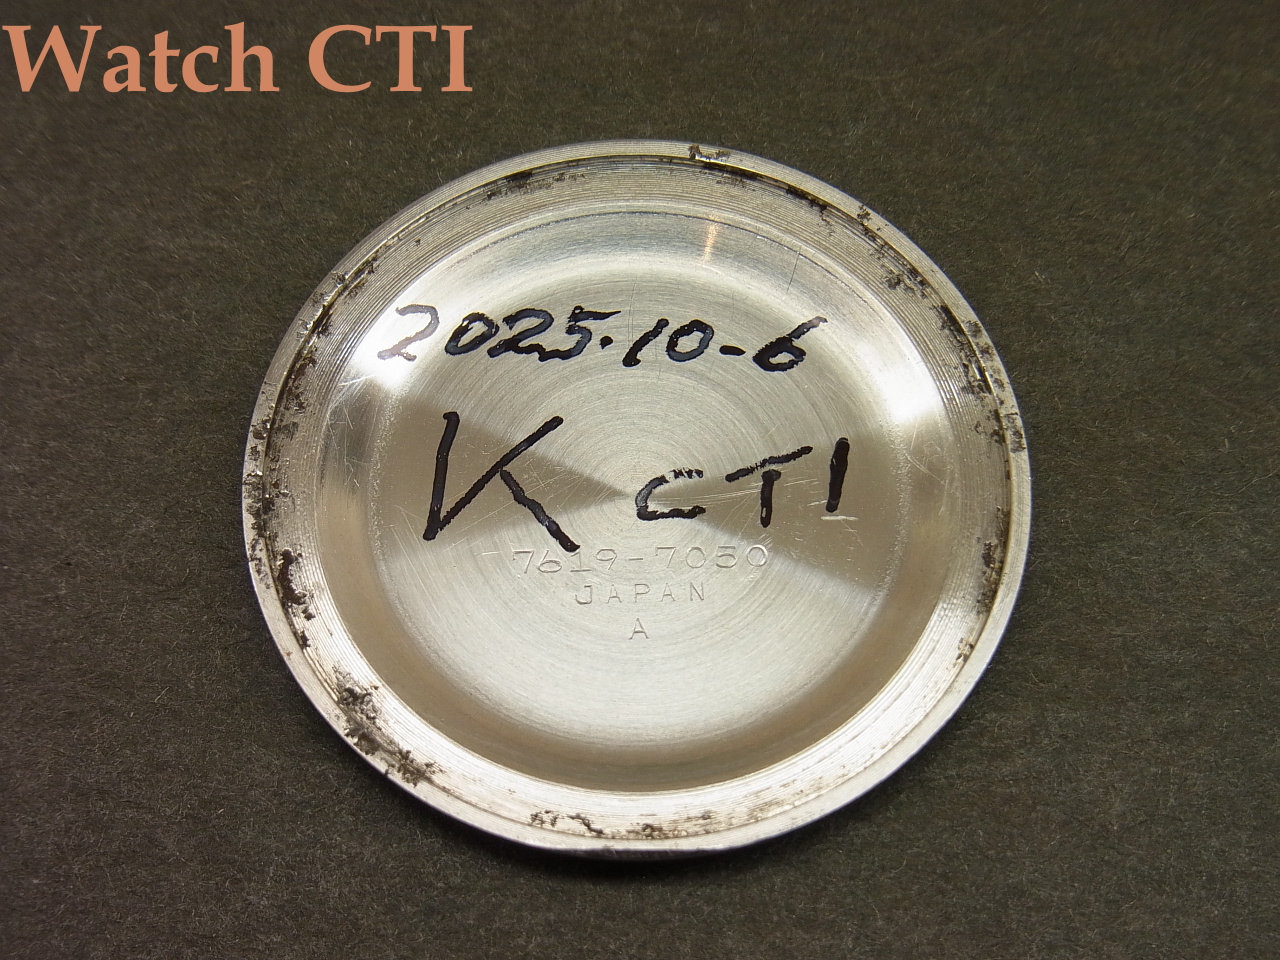 Watch CTI
2025.10-6
K CTI
7619-7050
JAPAN
A